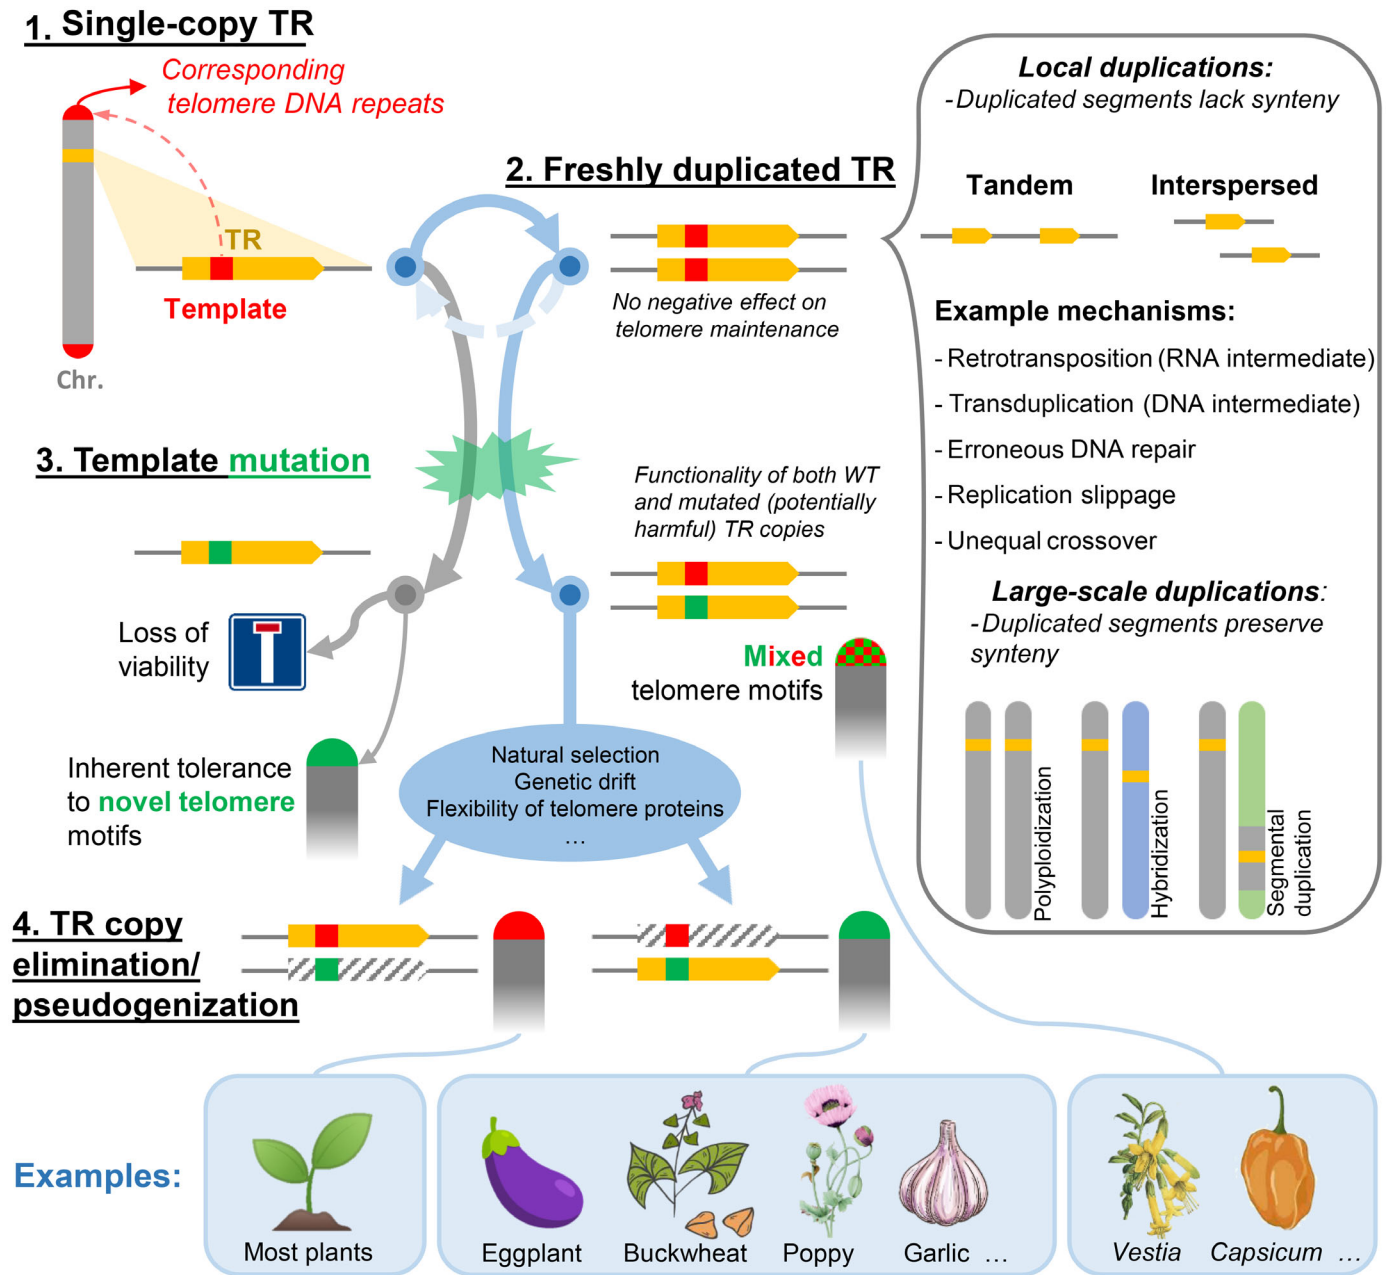 1. Single-copy TR
Corresponding
telomere DNA repeats
TR
Template
Chr.
2. Freshly duplicated TR
No negative effect on
telomere maintenance
Local duplications:
-Duplicated segments lack synteny
Tandem
Interspersed
Example mechanisms:
- Retrotransposition (RNA intermediate)
- Transduplication (DNA intermediate)
- Erroneous DNA repair
- Replication slippage
- Unequal crossover
Large-scale duplications:
-Duplicated segments preserve
synteny
Polyploidization
Hybridization
Segmental
duplication
3. Template mutation
Functionality of both WT
and mutated (potentially
harmful) TR copies
Loss of
viability
Mixed
telomere motifs
Inherent tolerance
to novel telomere
motifs
Natural selection
Genetic drift
Flexibility of telomere proteins
...
4. TR copy
elimination/
pseudogenization
Examples:
Most plants
Eggplant
Buckwheat
Poppy
Garlic ...
Vestia
Capsicum ...